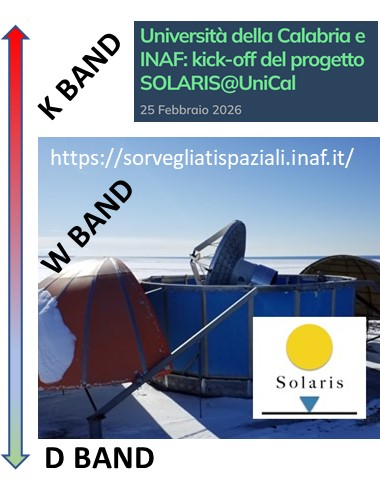 K BAND
Università della Calabria e
INAF: kick-off del progetto
SOLARIS@UniCal
25 Febbraio 2026
https://sorvegliatispaziali.inaf.it/
W BAND
Solaris
D BAND